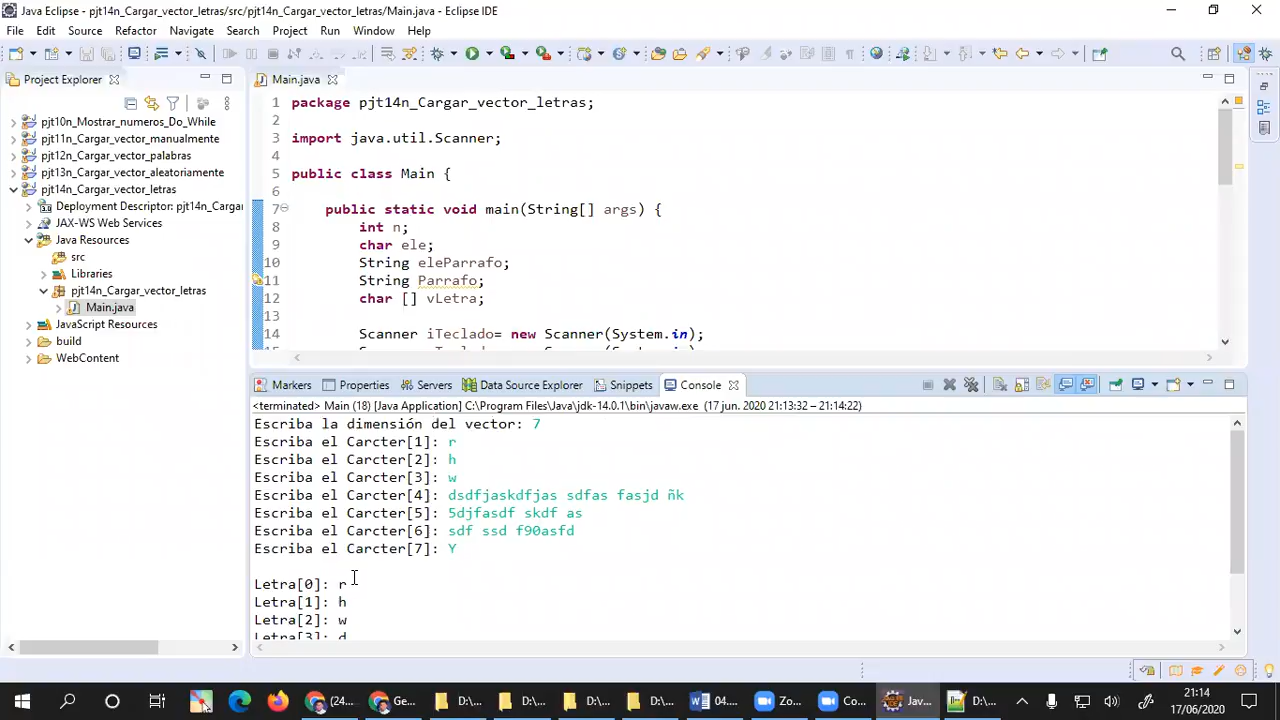 Java Eclipse - pjt14n_Cargar_vector_letras/src/pjt14n_Cargar_vector_letras/Main.java - Eclipse IDE
File Edit Source Refactor Navigate Search Project Run Window Help
Project Explorer
pjt10n_Mostrar_numeros_Do_While
pjt11n_Cargar_vector_manualmente
pjt12n_Cargar_vector_palabras
pjt13n_Cargar_vector_aleatoriamente
pjt14n_Cargar_vector_letras
Deployment Descriptor: pjt14n_Cargar
JAX-WS Web Services
Java Resources
src
Libraries
pjt14n_Cargar_vector_letras
Main.java
JavaScript Resources
build
WebContent
Main.java
1 package pjt14n_Cargar_vector_letras;
2
3 import java.util.Scanner;
4
5 public class Main {
6
7 public static void main(String[] args) {
8 int n;
9 char ele;
10 String eleParrafo;
11 String Parrafo;
12 char [] vLetra;
13
14 Scanner iTeclado= new Scanner(System.in);
Markers Properties Servers Data Source Explorer Snippets Console
<terminated> Main (18) [Java Application] C:\Program Files\Java\jdk-14.0.1\bin\javaw.exe (17 jun. 2020 21:13:32 – 21:14:22)
Escriba la dimensión del vector: 7
Escriba el Carcter[1]: r
Escriba el Carcter[2]: h
Escriba el Carcter[3]: w
Escriba el Carcter[4]: dsdfjaskdfjas sdfas fasjd ñk
Escriba el Carcter[5]: 5djfasdf skdf as
Escriba el Carcter[6]: sdf ssd f90asfd
Escriba el Carcter[7]: Y
Letra[0]: r
Letra[1]: h
Letra[2]: w
Letra[3]: d
(24... Ge... D:\... D:\... D:\... D:\... 04.... Zo... Co... Jav... D:\...
21:14
17/06/2020